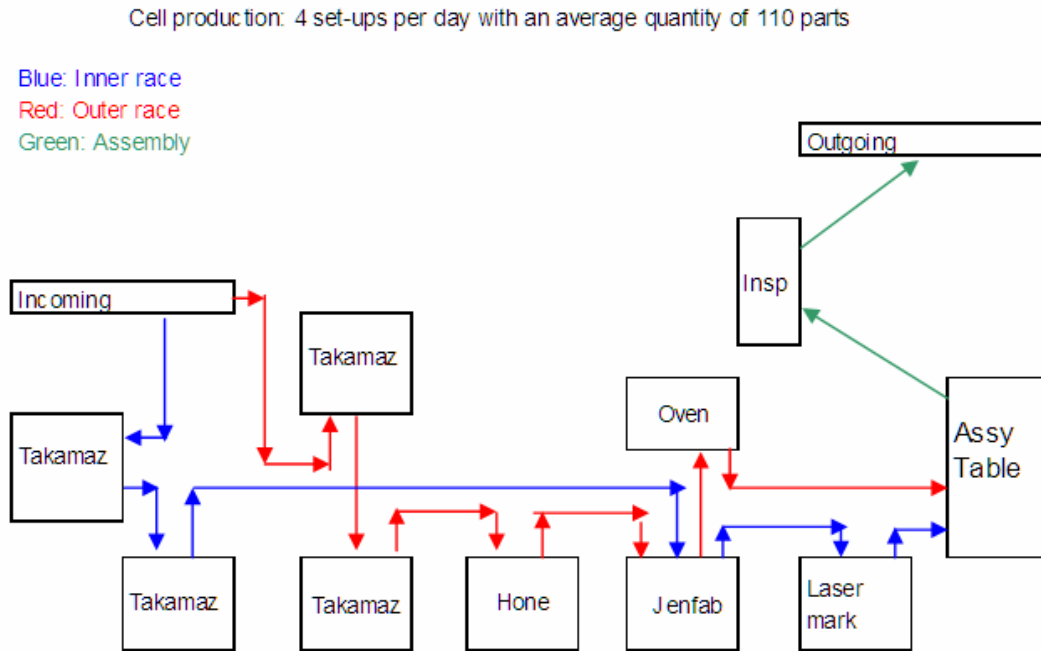 Cell production: 4 set-ups per day with an average quantity of 110 parts
Blue: Inner race
Red: Outer race
Green: Assembly
Outgoing
Insp
Incoming
Takamaz
Takamaz
Oven
Assy
Table
Takamaz
Takamaz
Hone
Jenfab
Laser
mark